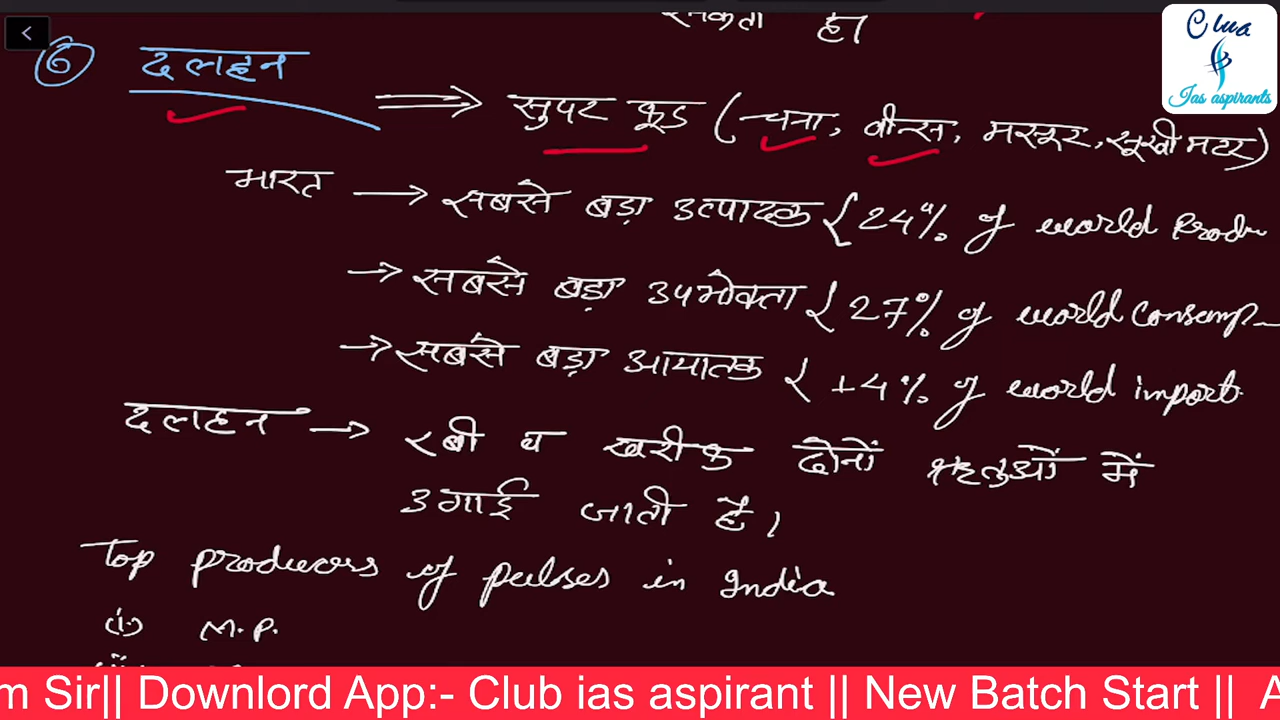 सकता है।
Club
Ias aspirants
⑥ दलहन
⇒ सुपर फूड (चना, बीन्स, मसूर, सूखी मटर)
भारत → सबसे बड़ा उत्पादक { 24% of world Produ
→ सबसे बड़ा उपभोक्ता { 27% of world Consemp-
→ सबसे बड़ा आयातक { 14% of world import.
दलहन → रबी व खरीफ दोनों ऋतुओं में
उगाई जाती है।
Top producers of pulses in India
(i) M.P.
m Sir|| Downlord App:- Club ias aspirant || New Batch Start || A